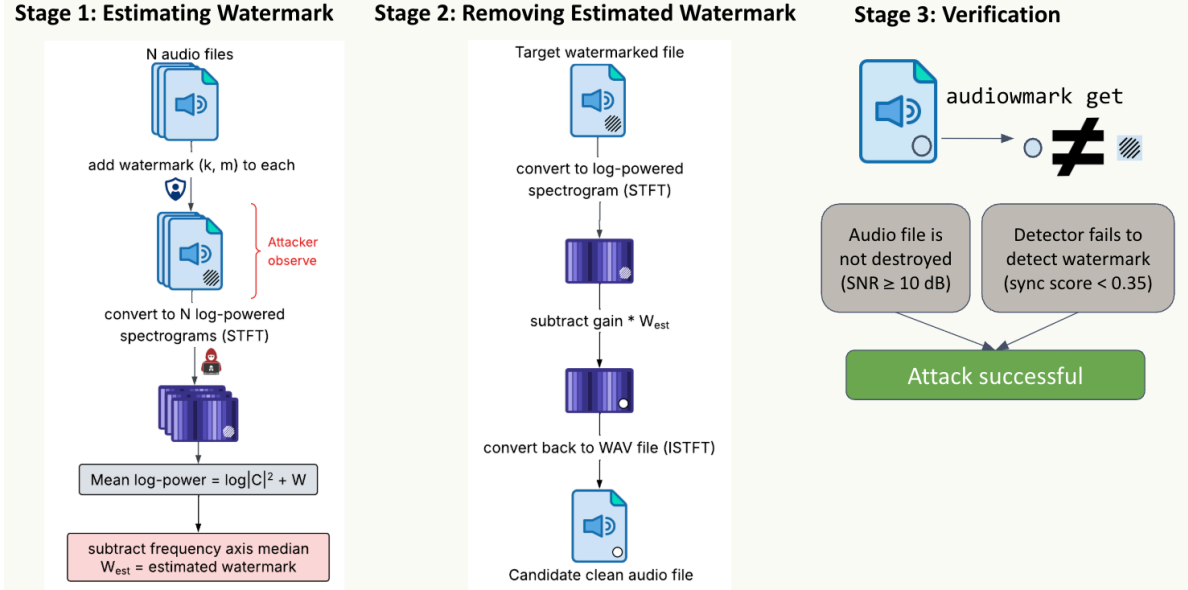 Stage 1: Estimating Watermark
N audio files
add watermark (k, m) to each
Attacker
observe
convert to N log-powered
spectrograms (STFT)
Mean log-power = log|C|² + W
subtract frequency axis median
W_est = estimated watermark
Stage 2: Removing Estimated Watermark
Target watermarked file
convert to log-powered
spectrogram (STFT)
subtract gain * W_est
convert back to WAV file (ISTFT)
Candidate clean audio file
Stage 3: Verification
audiowmark get
≠
Audio file is
not destroyed
(SNR ≥ 10 dB)
Detector fails to
detect watermark
(sync score < 0.35)
Attack successful